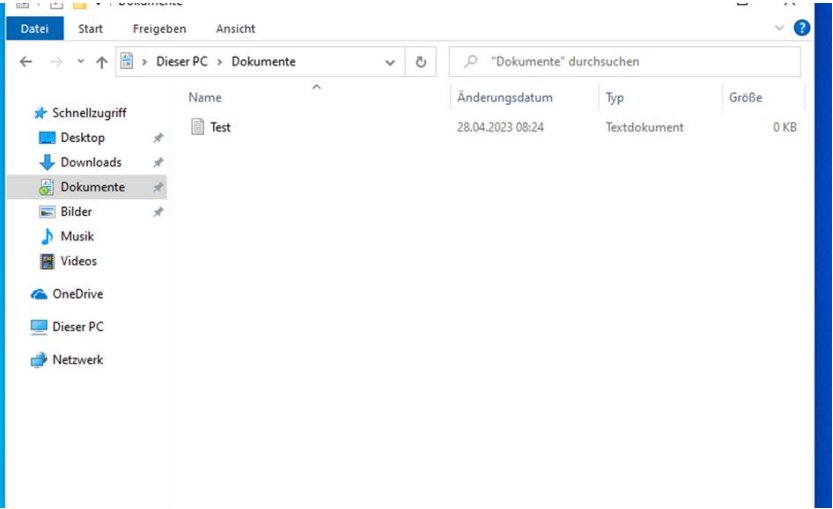 Dokumente
Datei Start Freigeben Ansicht
Dieser PC Dokumente "Dokumente" durchsuchen
Name Änderungsdatum Typ Größe
Schnellzugriff
Test 28.04.2023 08:24 Textdokument 0 KB
Desktop
Downloads
Dokumente
Bilder
Musik
Videos
OneDrive
Dieser PC
Netzwerk